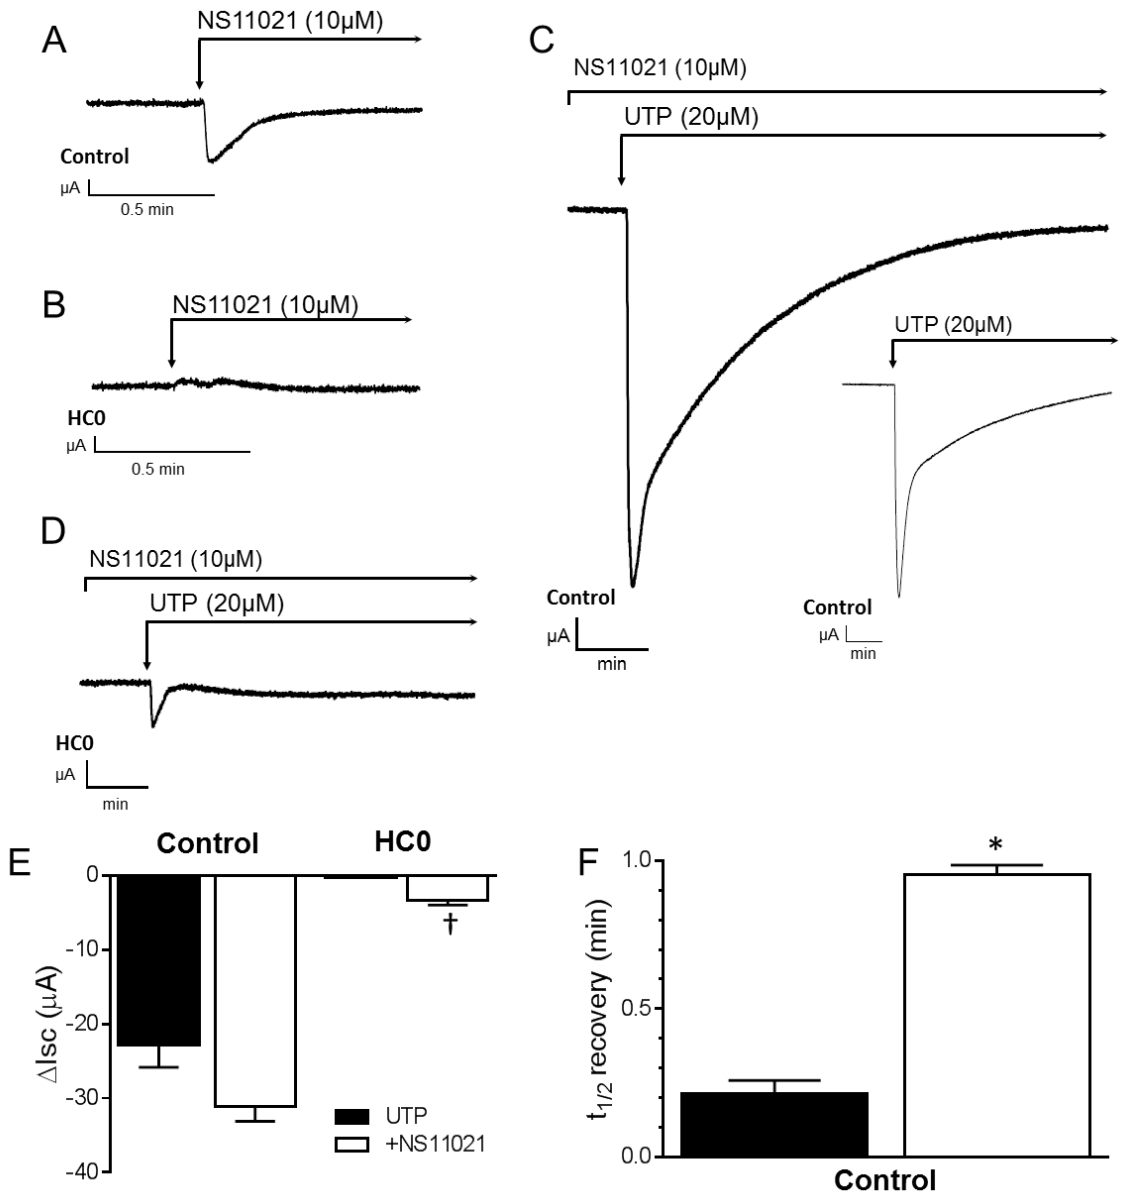 A
NS11021 (10µM)
Control
µA
0.5 min
B
NS11021 (10µM)
HC0
µA
0.5 min
C
NS11021 (10µM)
UTP (20µM)
Control
µA
min
UTP (20µM)
Control
µA
min
D
NS11021 (10µM)
UTP (20µM)
HC0
µA
min
E
Control
HC0
0
-10
-20
-30
-40
ΔIsc (µA)
†
UTP
+NS11021
F
1.0
0.5
0.0
t1/2 recovery (min)
*
Control